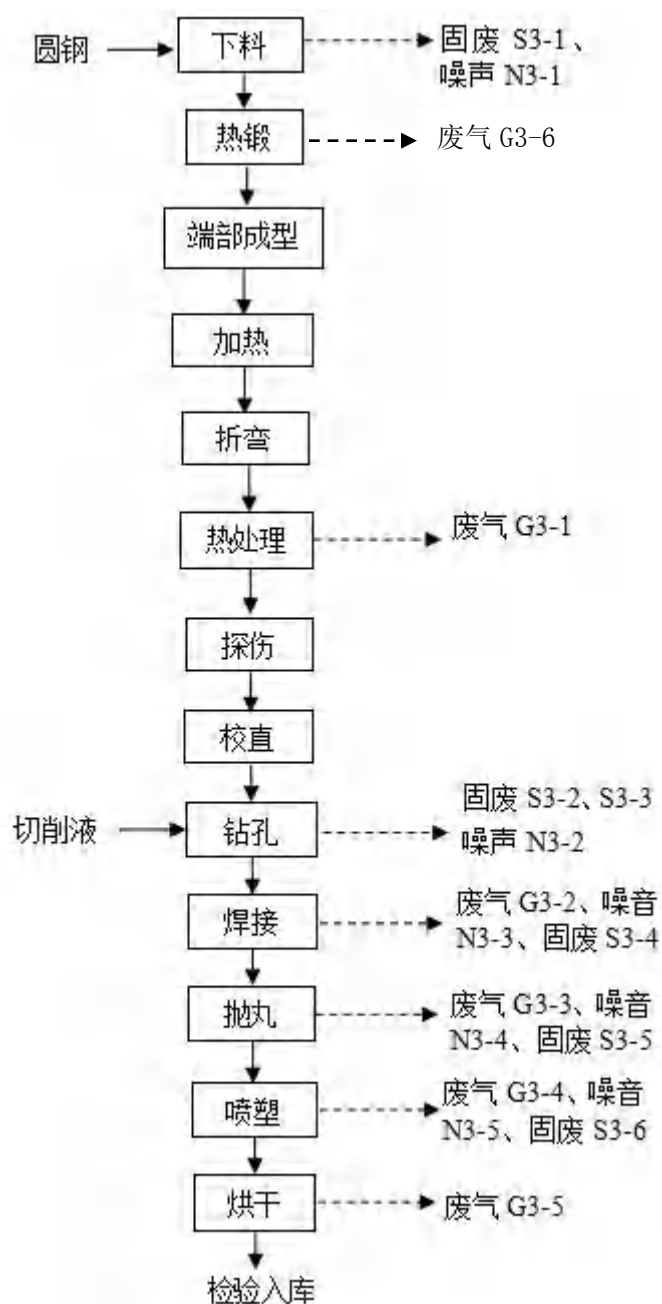 圆钢
下料
固废 S3-1、
噪声 N3-1
热锻
废气 G3-6
端部成型
加热
折弯
热处理
废气 G3-1
探伤
校直
切削液
钻孔
固废 S3-2、S3-3
噪声 N3-2
焊接
废气 G3-2、噪音
N3-3、固废 S3-4
抛丸
废气 G3-3、噪音
N3-4、固废 S3-5
喷塑
废气 G3-4、噪音
N3-5、固废 S3-6
烘干
废气 G3-5
检验入库